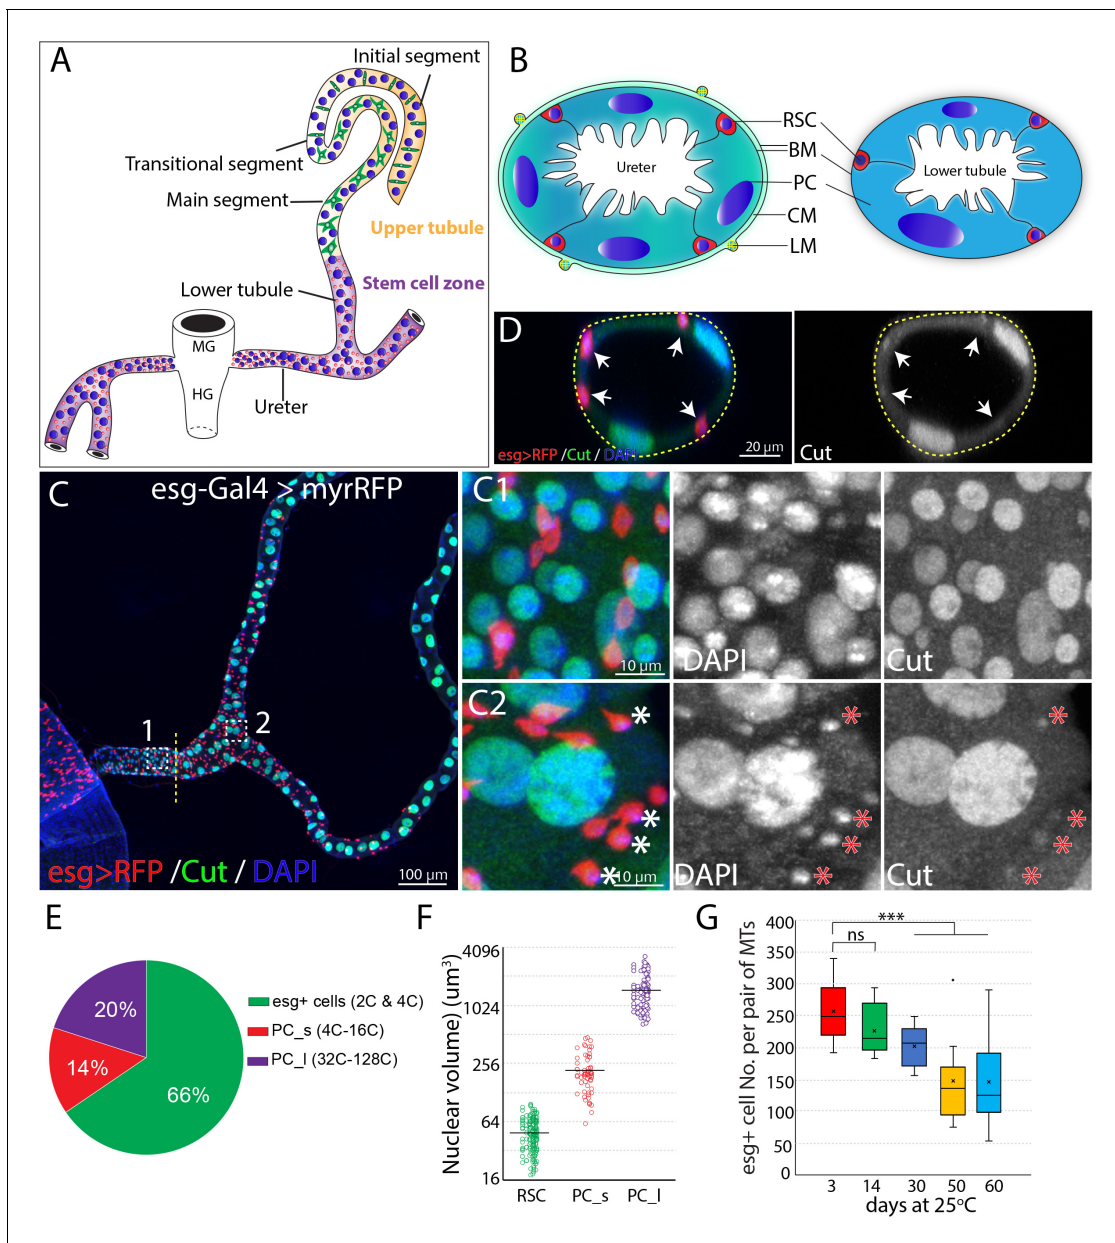 A
Initial segment
Transitional segment
Main segment
Upper tubule
Stem cell zone
Lower tubule
MG
HG
Ureter
B
Ureter
Lower tubule
RSC
BM
PC
CM
LM
D
esg>RFP /Cut / DAPI
20 µm
Cut
C
esg-Gal4 > myrRFP
1
2
esg>RFP /Cut / DAPI
100 µm
C1
10 µm
DAPI
Cut
C2
*
*
*
*
10 µm
DAPI
*
*
*
*
Cut
*
*
*
*
E
20%
14%
66%
esg+ cells (2C & 4C)
PC_s (4C-16C)
PC_l (32C-128C)
F
Nuclear volume) (um³)
4096
1024
256
64
16
RSC
PC_s
PC_l
G
esg+ cell No. per pair of MTs
400
350
300
250
200
150
100
50
0
***
ns
3
14
30
50
60
days at 25°C